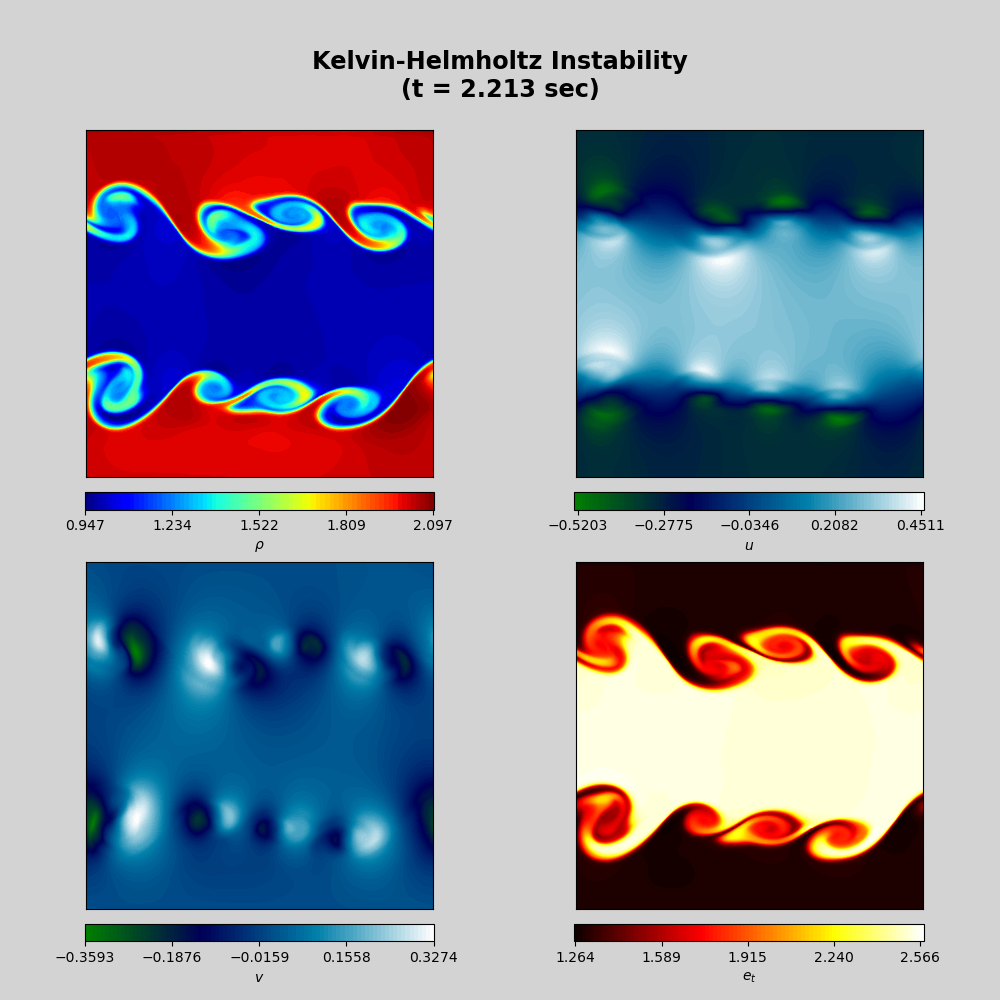 Kelvin-Helmholtz Instability
(t = 2.213 sec)
0.947 1.234 1.522 1.809 2.097
ρ
−0.5203 −0.2775 −0.0346 0.2082 0.4511
u
−0.3593 −0.1876 −0.0159 0.1558 0.3274
v
1.264 1.589 1.915 2.240 2.566
eₜ